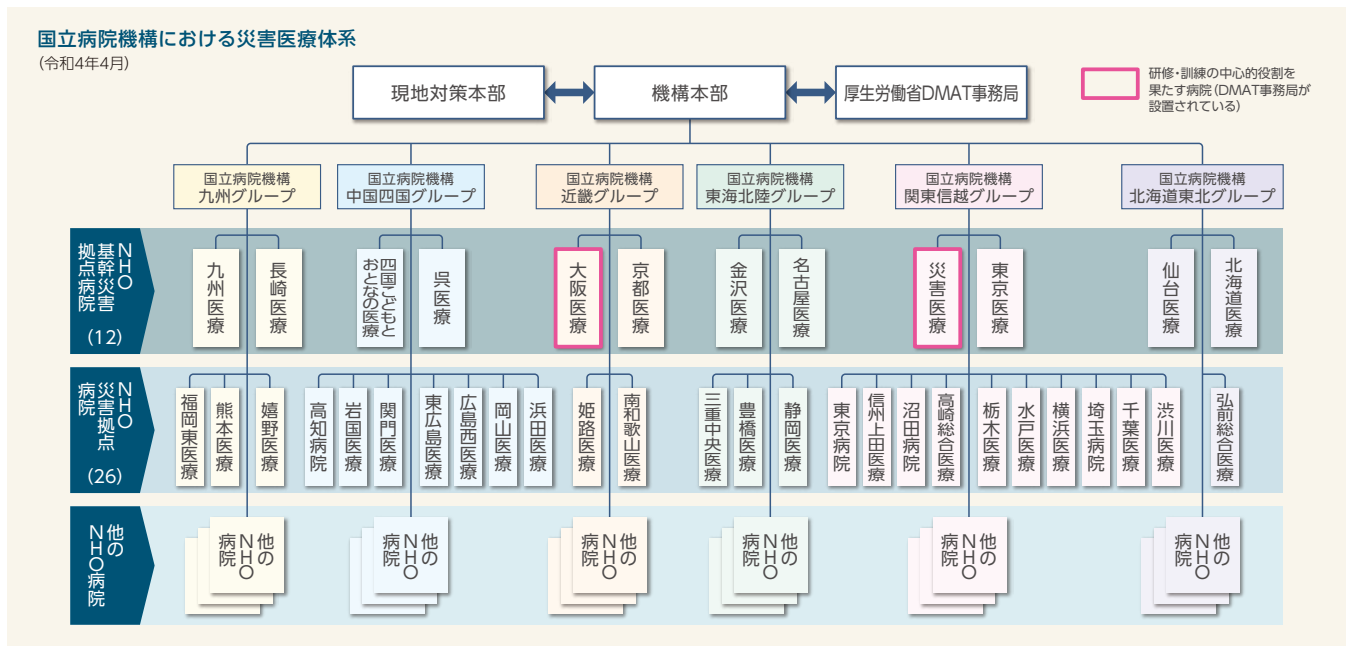 国立病院機構における災害医療体系
(令和4年4月)
現地対策本部
機構本部
厚生労働省DMAT事務局
研修・訓練の中心的役割を
果たす病院(DMAT事務局が
設置されている)
国立病院機構
九州グループ
国立病院機構
中国四国グループ
国立病院機構
近畿グループ
国立病院機構
東海北陸グループ
国立病院機構
関東信越グループ
国立病院機構
北海道東北グループ
NHO
基幹災害
拠点病院
(12)
九州医療
長崎医療
四国こどもと
おとなの医療
呉医療
大阪医療
京都医療
金沢医療
名古屋医療
災害医療
東京医療
仙台医療
北海道医療
NHO
災害拠点
病院
(26)
福岡東医療
熊本医療
嬉野医療
高知病院
岩国医療
関門医療
東広島医療
広島西医療
岡山医療
浜田医療
姫路医療
南和歌山医療
三重中央医療
豊橋医療
静岡医療
東京病院
信州上田医療
沼田病院
高崎総合医療
栃木医療
水戸医療
横浜医療
埼玉病院
千葉医療
渋川医療
弘前総合医療
他の
NHO病院
他の
NHO
病院
他の
NHO
病院
他の
NHO
病院
他の
NHO
病院
他の
NHO
病院
他の
NHO
病院